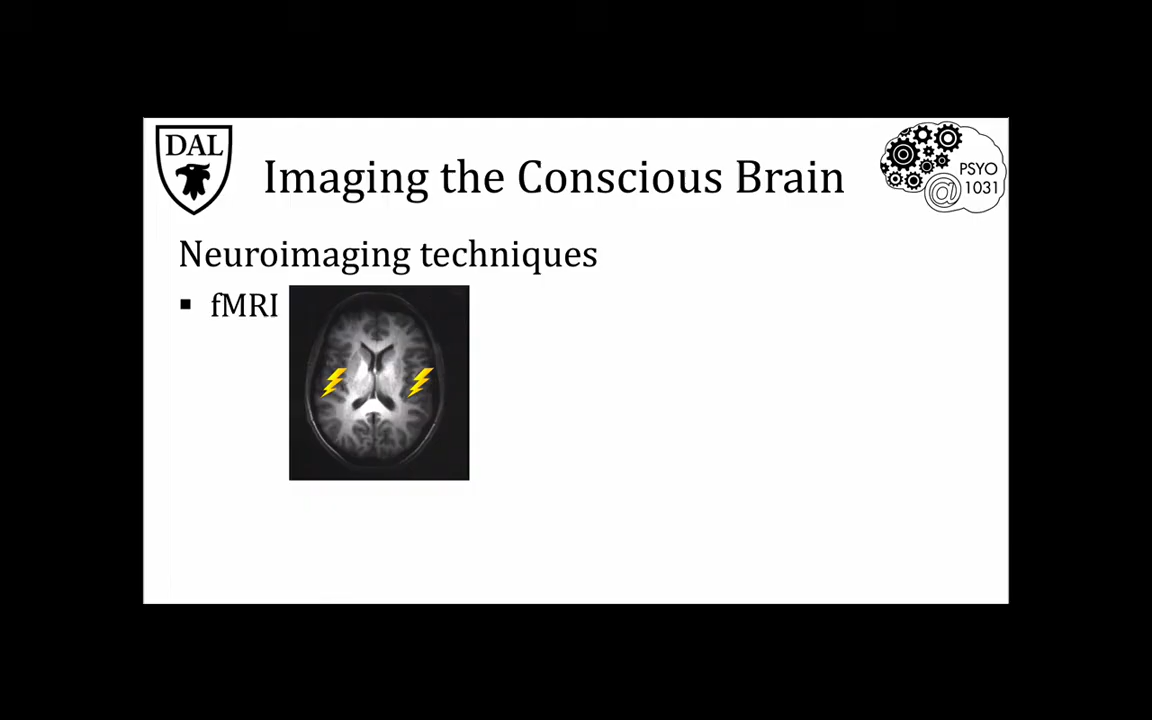 DAL
Imaging the Conscious Brain
PSYO
1031
@
Neuroimaging techniques
▪ fMRI